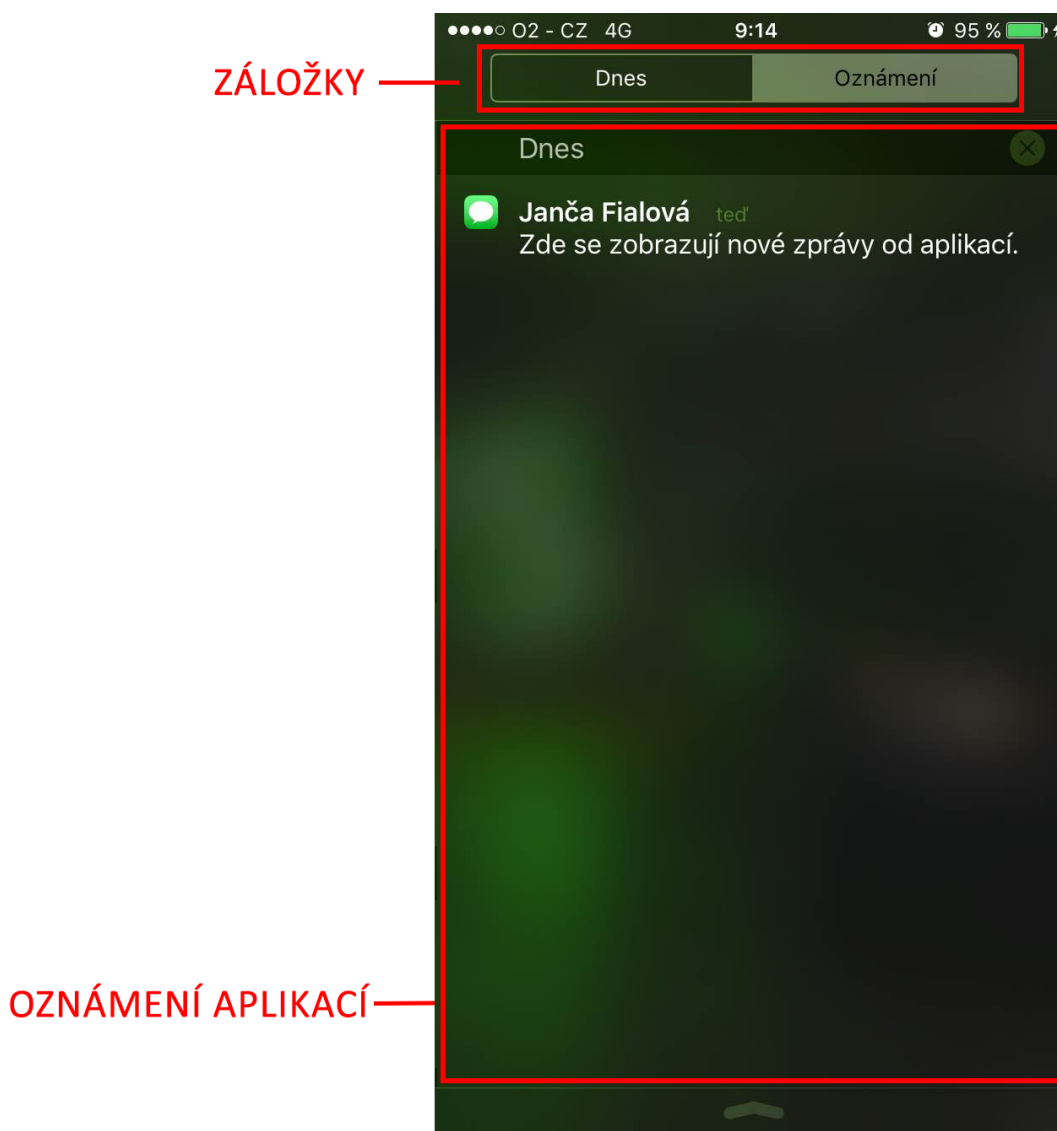 O2 - CZ 4G 9:14 95 %
ZÁLOŽKY
Dnes Oznámení
Dnes
Janča Fialová teď
Zde se zobrazují nové zprávy od aplikací.
OZNÁMENÍ APLIKACÍ